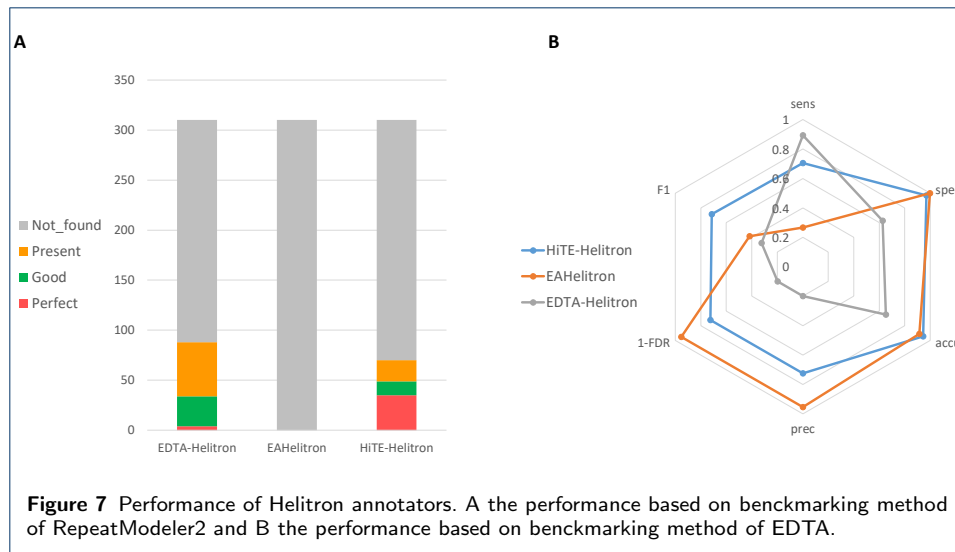 A
350
300
250
200
150
100
50
0
Not_found
Present
Good
Perfect
EDTA-Helitron
EAHelitron
HiTE-Helitron
B
sens
1
0.8
0.6
0.4
0.2
0
F1
spe
1-FDR
accu
prec
HiTE-Helitron
EAHelitron
EDTA-Helitron
Figure 7 Performance of Helitron annotators. A the performance based on benckmarking method
of RepeatModeler2 and B the performance based on benckmarking method of EDTA.